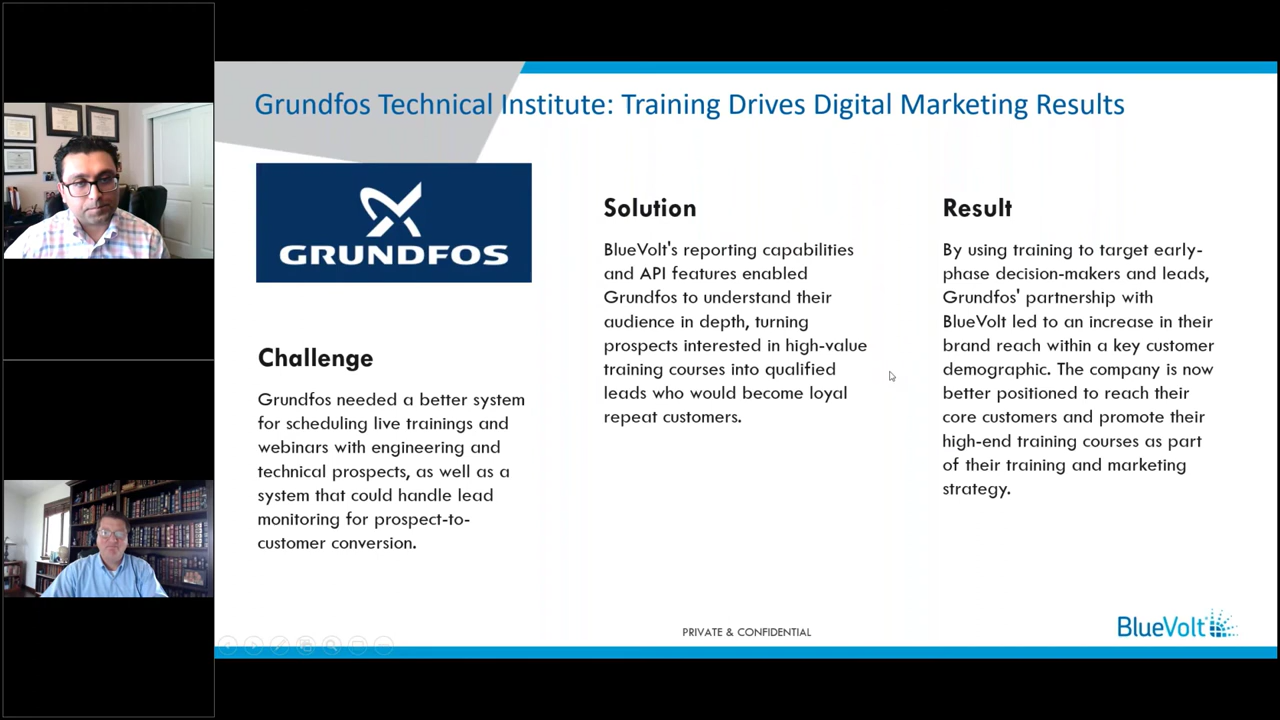 Grundfos Technical Institute: Training Drives Digital Marketing Results
GRUNDFOS
Challenge
Grundfos needed a better system
for scheduling live trainings and
webinars with engineering and
technical prospects, as well as a
system that could handle lead
monitoring for prospect-to-
customer conversion.
Solution
BlueVolt's reporting capabilities
and API features enabled
Grundfos to understand their
audience in depth, turning
prospects interested in high-value
training courses into qualified
leads who would become loyal
repeat customers.
Result
By using training to target early-
phase decision-makers and leads,
Grundfos' partnership with
BlueVolt led to an increase in their
brand reach within a key customer
demographic. The company is now
better positioned to reach their
core customers and promote their
high-end training courses as part
of their training and marketing
strategy.
PRIVATE & CONFIDENTIAL
BlueVolt